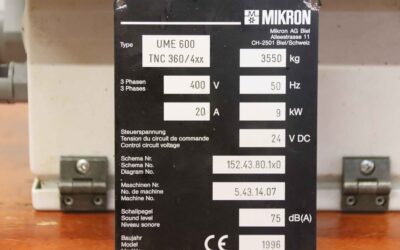 MIKRON
Mikron AG Biel
Alleestrasse 11
CH-2501 Biel/Schweiz
Type UME 600
TNC 360/4xx
3550 kg
3 Phasen
3 Phases 400 V 50 Hz
20 A 9 kW
Steuerspannung
Tension du circuit de commande
Control circuit voltage 24 V DC
Schema Nr.
Schéma No.
Diagram No. 152.43.80.1x0
Maschinen Nr.
No. de machine
Machine No. 5.43.14.07
Schallpegel
Sound level
Niveau sonore 75 dB(A)
Baujahr
Model CE 1996